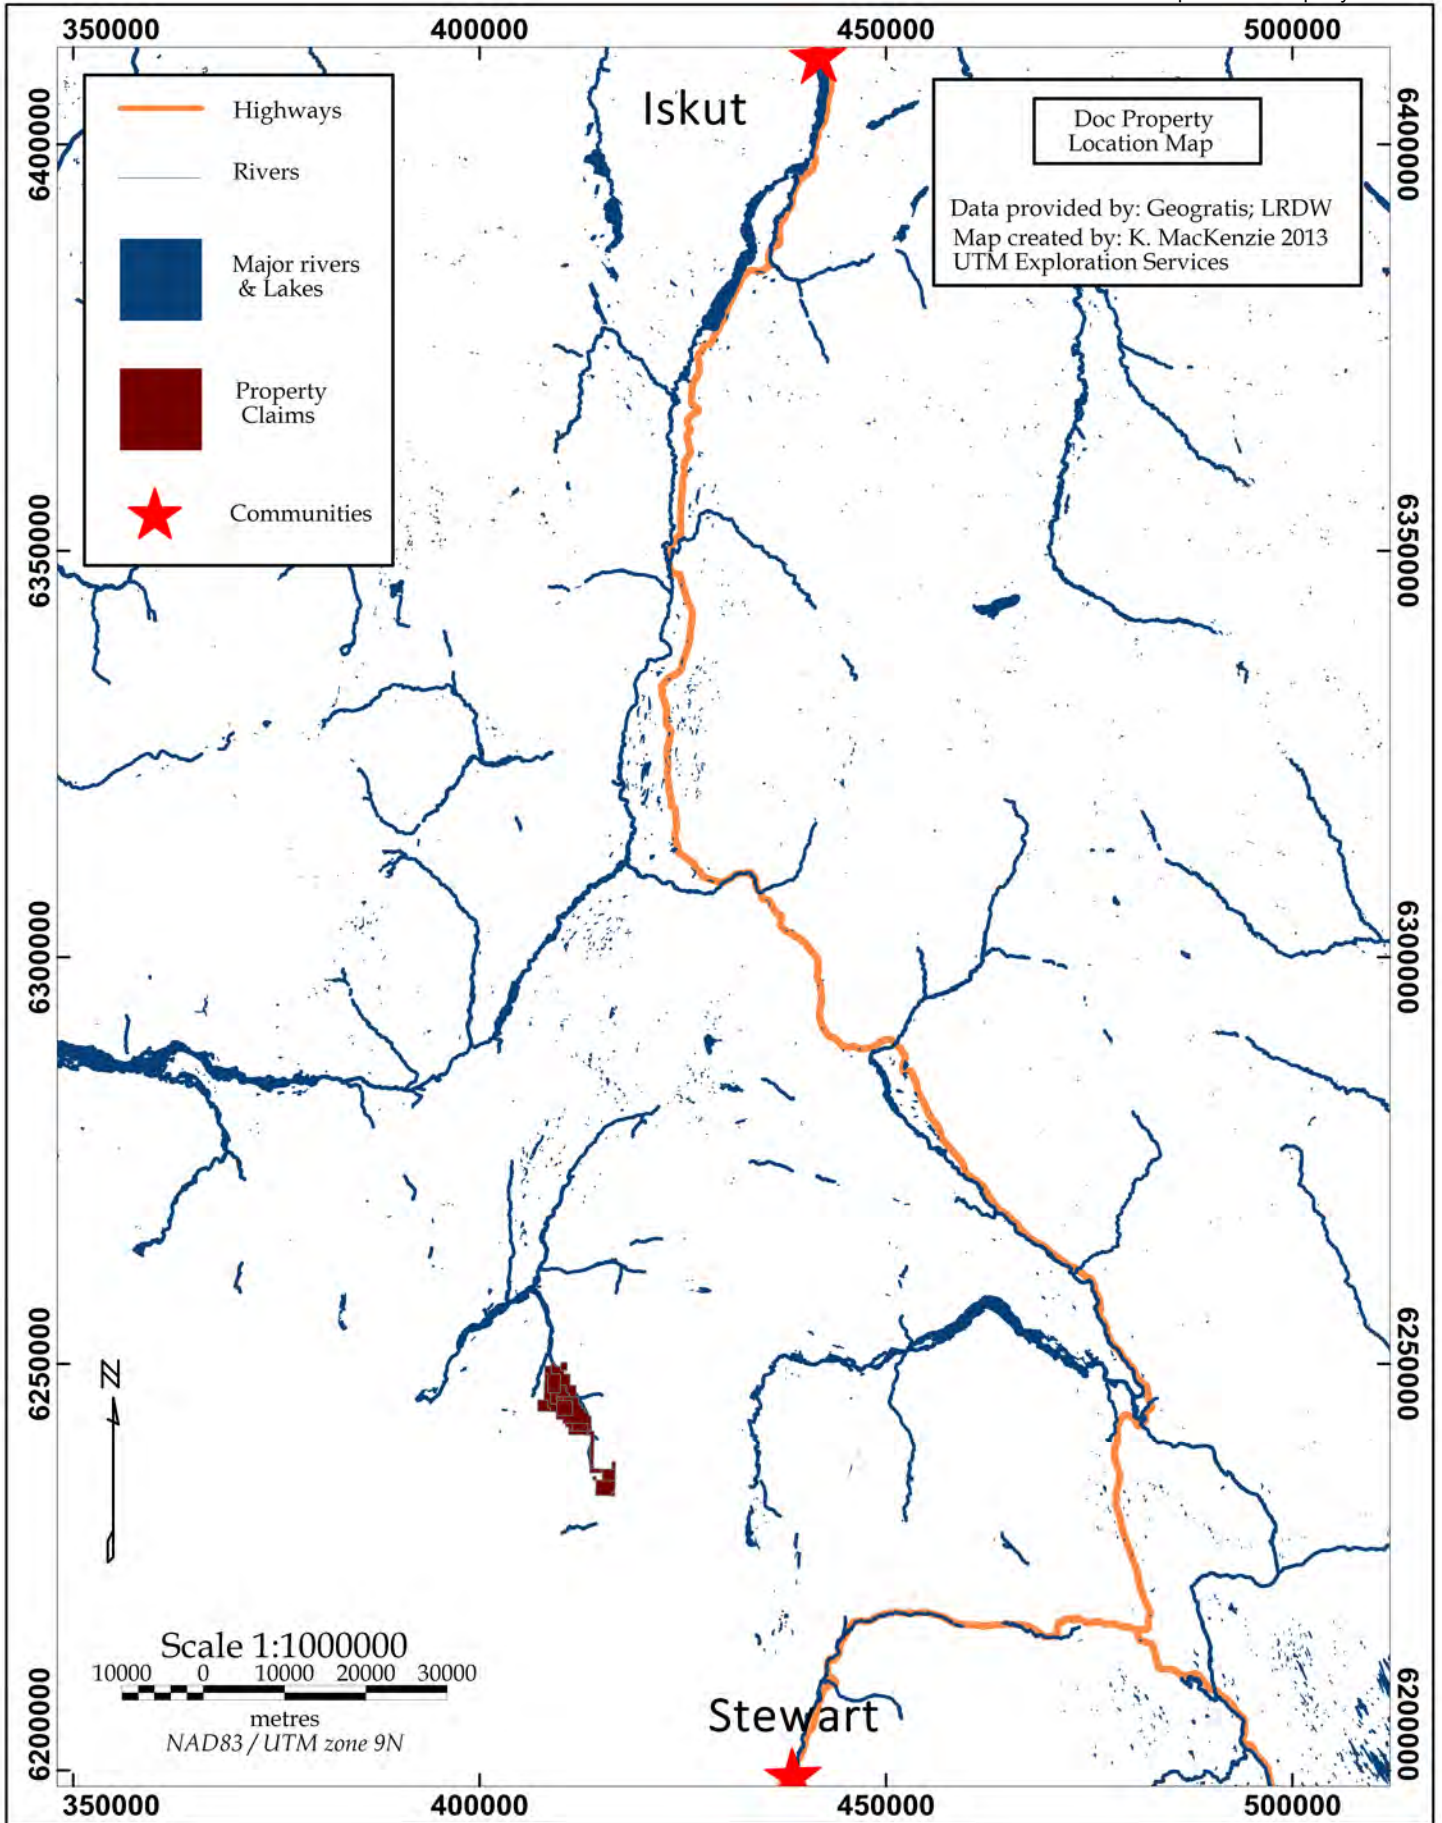 350000 400000 450000 500000
Iskut
Highways
Rivers
Major rivers
& Lakes
Property
Claims
Communities
Doc Property
Location Map
Data provided by: Geogratis; LRDW
Map created by: K. MacKenzie 2013
UTM Exploration Services
6400000
6350000
6300000
6250000
6200000
6400000
6350000
6300000
6250000
6200000
N
Scale 1:1000000
10000 0 10000 20000 30000
metres
NAD83 / UTM zone 9N
Stewart
350000 400000 450000 500000